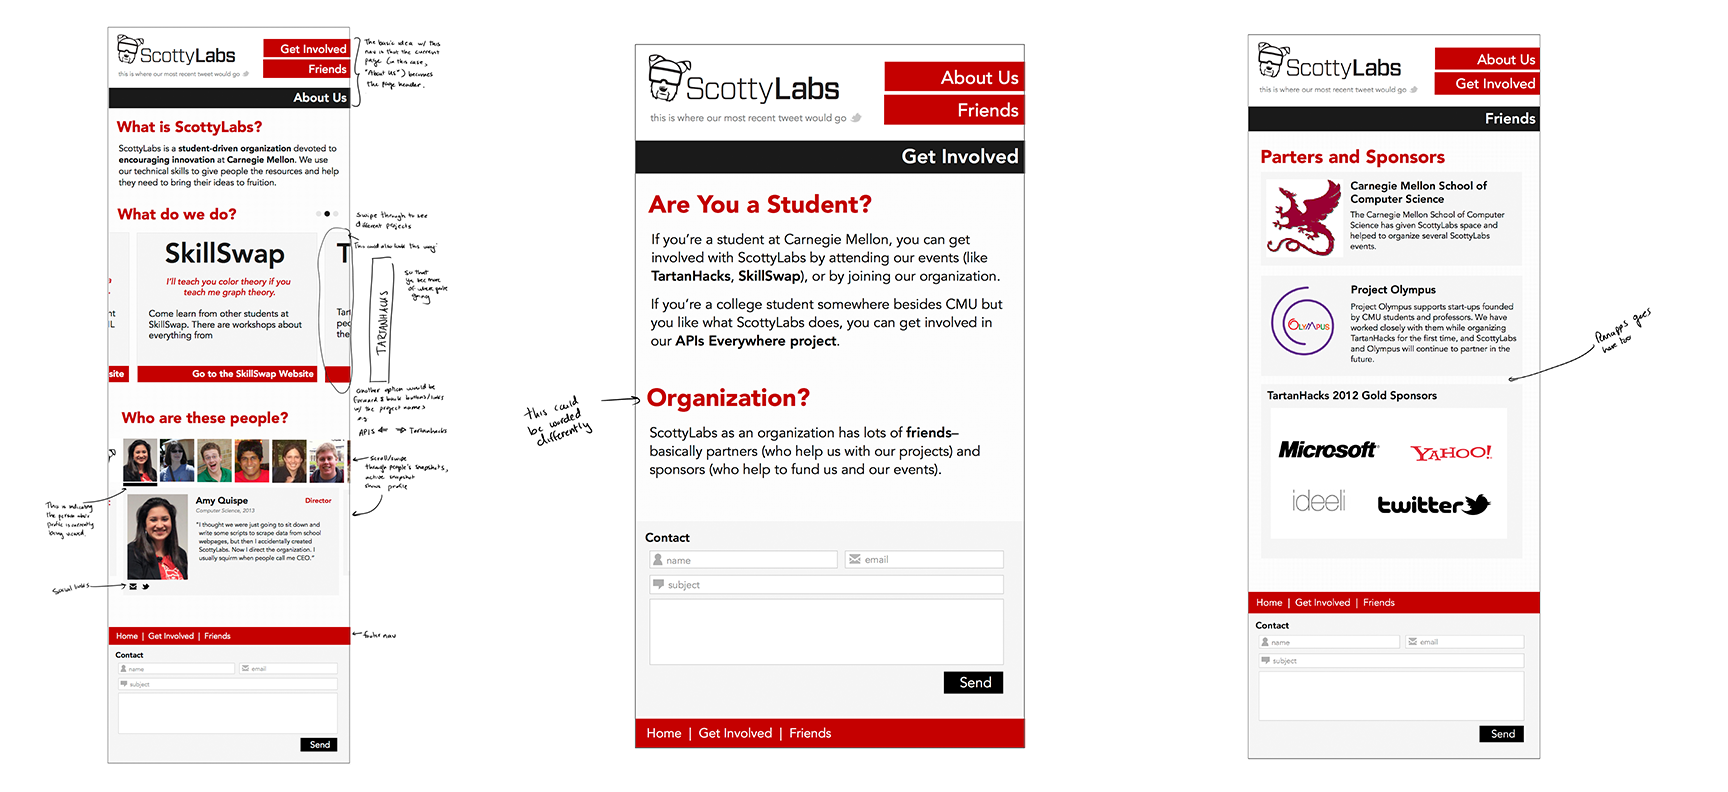 ScottyLabs
this is where our most recent tweet would go
Get Involved
Friends
About Us
The basic idea w/ this
nav is that the current
page (in this case,
"About Us") becomes
the page header.
What is ScottyLabs?
ScottyLabs is a student-driven organization devoted to
encouraging innovation at Carnegie Mellon. We use
our technical skills to give people the resources and help
they need to bring their ideas to fruition.
What do we do?
Swipe through to see
different projects
SkillSwap
I'll teach you color theory if you
teach me graph theory.
Come learn from other students at
SkillSwap. There are workshops about
everything from
Go to the SkillSwap Website
site
T
Tart
peo
the
This could also look this way:
TARTANHACKS
so that
going
Another option would be
forward & back buttons/links
w/ the project names
e.g.
APIS
Tartanhacks
Who are these people?
Scroll/swipe
through people's snapshots,
active snapshot
shows profile
This is indicating
the person whose
profile is currently
being viewed.
Amy Quispe
Director
Computer Science, 2013
"I thought we were just going to sit down and
write some scripts to scrape data from school
webpages, but then I accidentally created
ScottyLabs. Now I direct the organization. I
usually squirm when people call me CEO."
Social links
Home | Get Involved | Friends
footer nav
Contact
name
email
subject
Send
ScottyLabs
this is where our most recent tweet would go
About Us
Friends
Get Involved
Are You a Student?
If you're a student at Carnegie Mellon, you can get
involved with ScottyLabs by attending our events (like
TartanHacks, SkillSwap), or by joining our organization.
If you're a college student somewhere besides CMU but
you like what ScottyLabs does, you can get involved in
our APIs Everywhere project.
this could
be worded
differently
Organization?
ScottyLabs as an organization has lots of friends–
basically partners (who help us with our projects) and
sponsors (who help to fund us and our events).
Contact
name
email
subject
Send
Home | Get Involved | Friends
ScottyLabs
this is where our most recent tweet would go
About Us
Get Involved
Friends
Parters and Sponsors
Carnegie Mellon School of
Computer Science
The Carnegie Mellon School of Computer
Science has given ScottyLabs space and
helped to organize several ScottyLabs
events.
OLYMPUS
Project Olympus
Project Olympus supports start-ups founded
by CMU students and professors. We have
worked closely with them while organizing
TartanHacks for the first time, and ScottyLabs
and Olympus will continue to partner in the
future.
Pennapps goes
here too
TartanHacks 2012 Gold Sponsors
Microsoft
YAHOO!
ideeli
twitter
Home | Get Involved | Friends
Contact
name
email
subject
Send